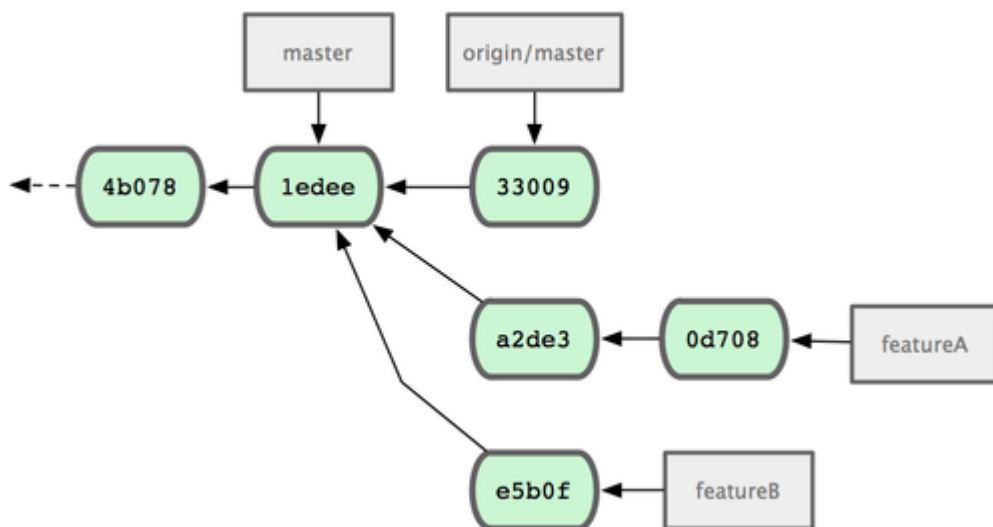 master
origin/master
4b078
1edee
33009
a2de3
0d708
featureA
e5b0f
featureB